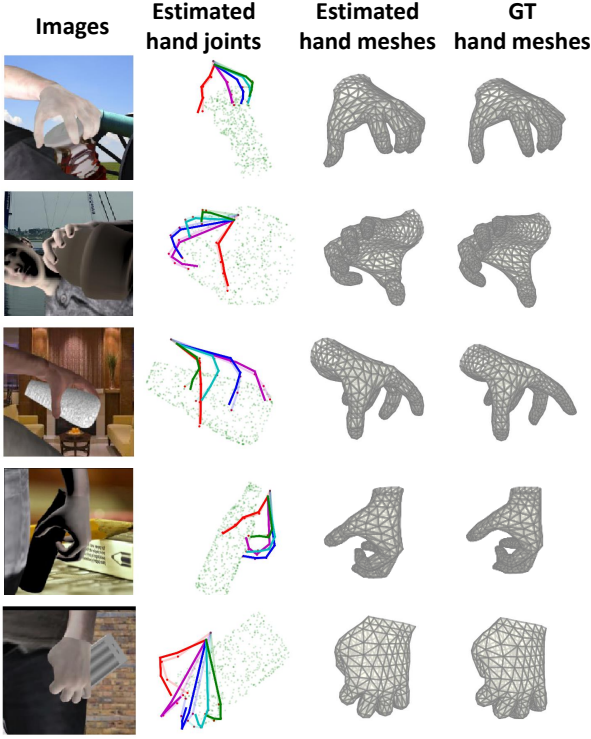 Images
Estimated
hand joints
Estimated
hand meshes
GT
hand meshes